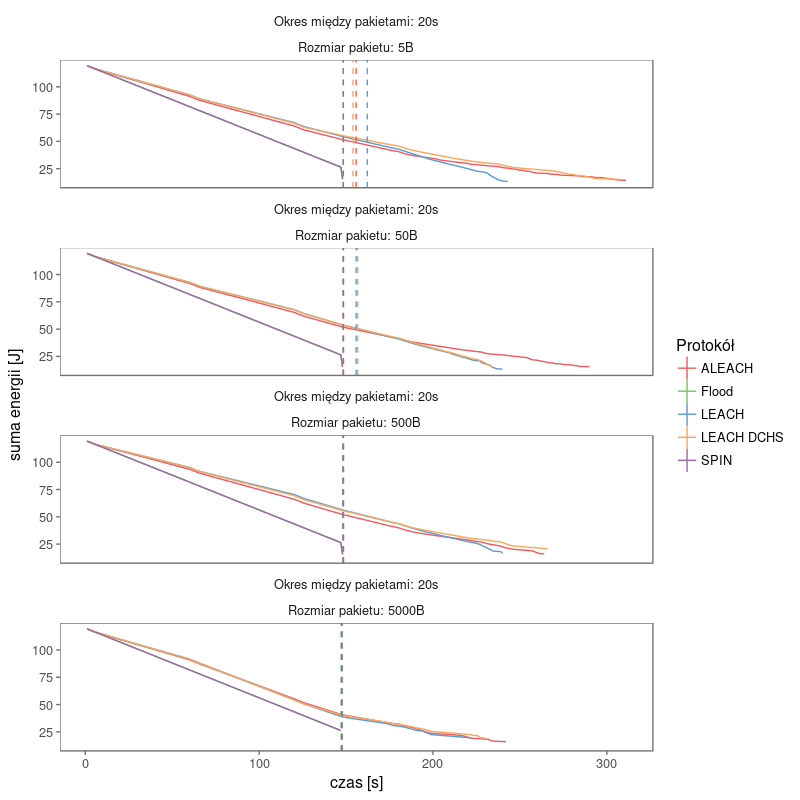 Okres między pakietami: 20s
Rozmiar pakietu: 5B
100
75
50
25
Okres między pakietami: 20s
Rozmiar pakietu: 50B
100
75
50
25
Okres między pakietami: 20s
Rozmiar pakietu: 500B
100
75
50
25
Okres między pakietami: 20s
Rozmiar pakietu: 5000B
100
75
50
25
0 100 200 300
czas [s]
suma energii [J]
Protokół
ALEACH
Flood
LEACH
LEACH DCHS
SPIN